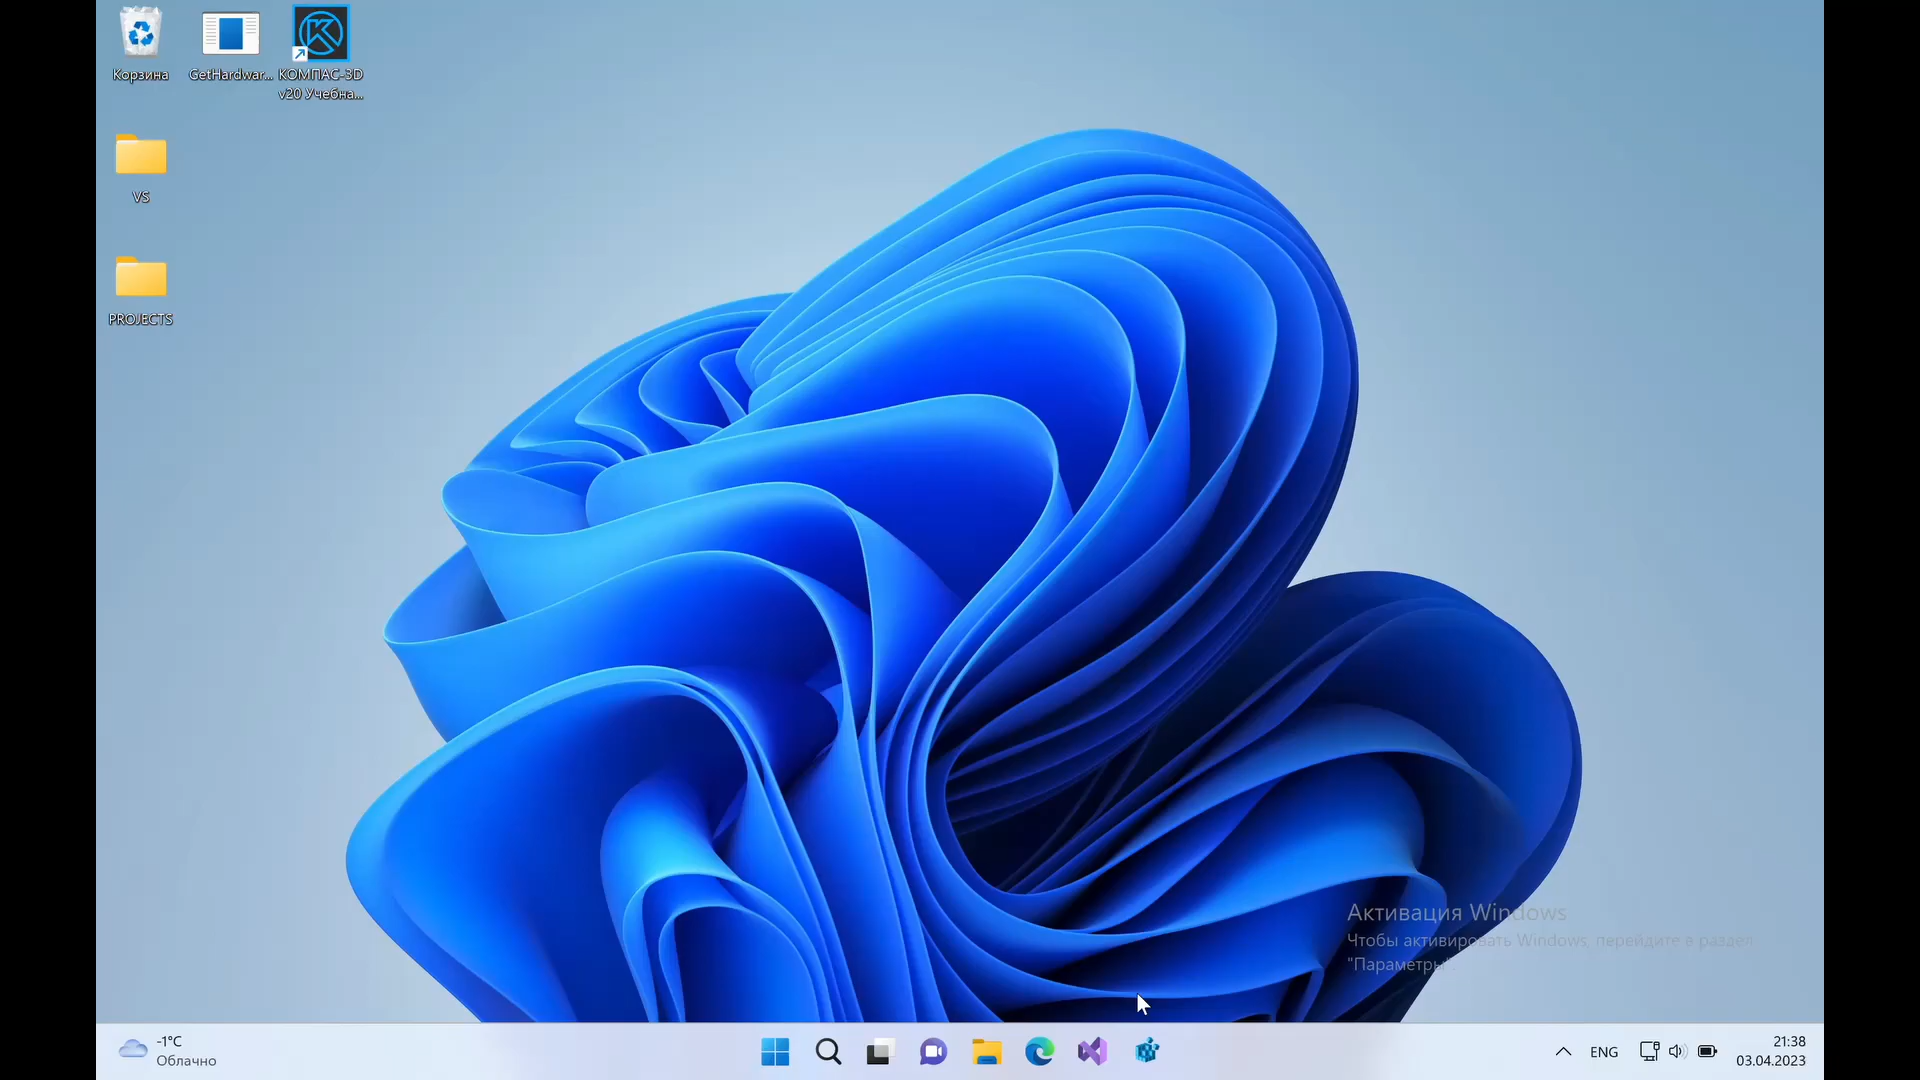 Корзина
GetHardwar...
КОМПАС-3D
v20 Учебна...
VS
PROJECTS
Активация Windows
Чтобы активировать Windows, перейдите в раздел
"Параметры".
-1°C
Облачно
ENG
21:38
03.04.2023